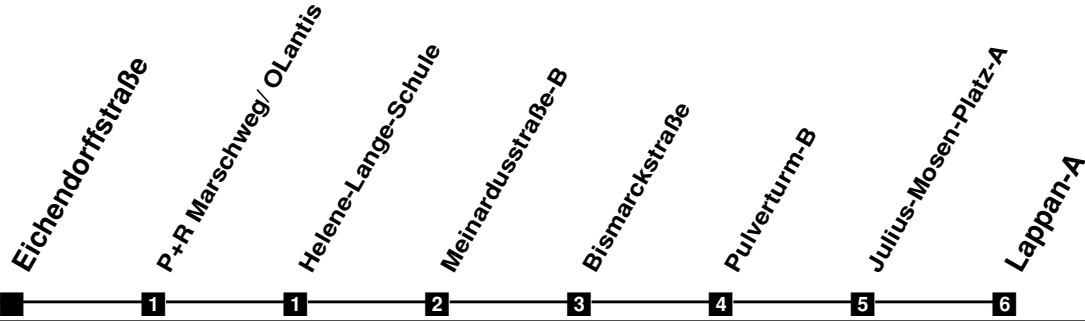 Eichendorffstraße
P+R Marschweg/ OLantis
Helene-Lange-Schule
Meinardusstraße-B
Bismarckstraße
Pulverturm-B
Julius-Mosen-Platz-A
Lappan-A
1 1 2 3 4 5 6